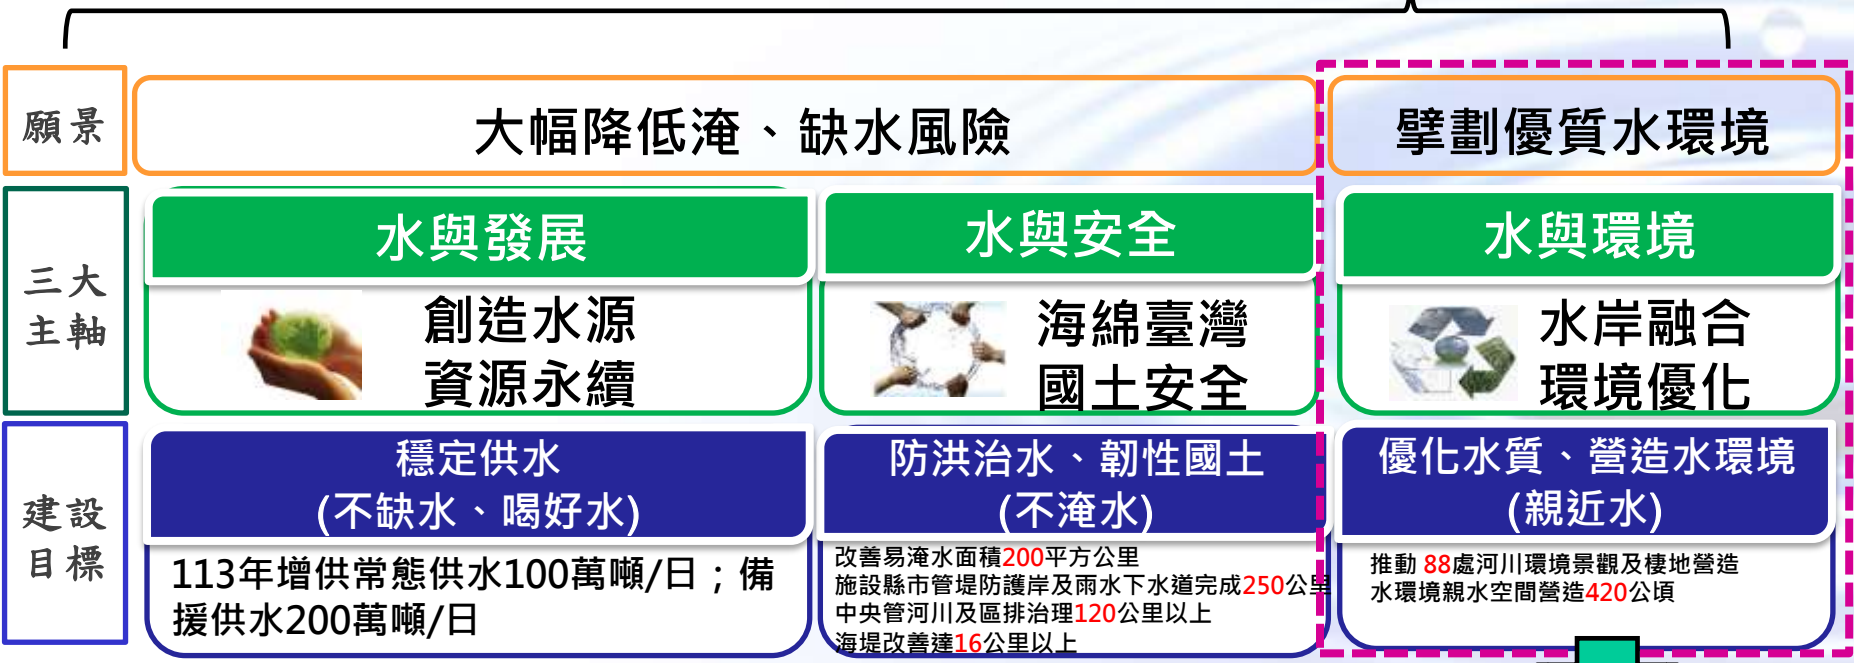 願景
大幅降低淹、缺水風險
擘劃優質水環境
三大
主軸
水與發展
創造水源
資源永續
水與安全
海綿臺灣
國土安全
水與環境
水岸融合
環境優化
建設
目標
穩定供水
(不缺水、喝好水)
113年增供常態供水100萬噸/日；備
援供水200萬噸/日
防洪治水、韌性國土
(不淹水)
改善易淹水面積200平方公里
施設縣市管堤防護岸及雨水下水道完成250公里
中央管河川及區排治理120公里以上
海堤改善達16公里以上
優化水質、營造水環境
(親近水)
推動 88處河川環境景觀及棲地營造
水環境親水空間營造420公頃